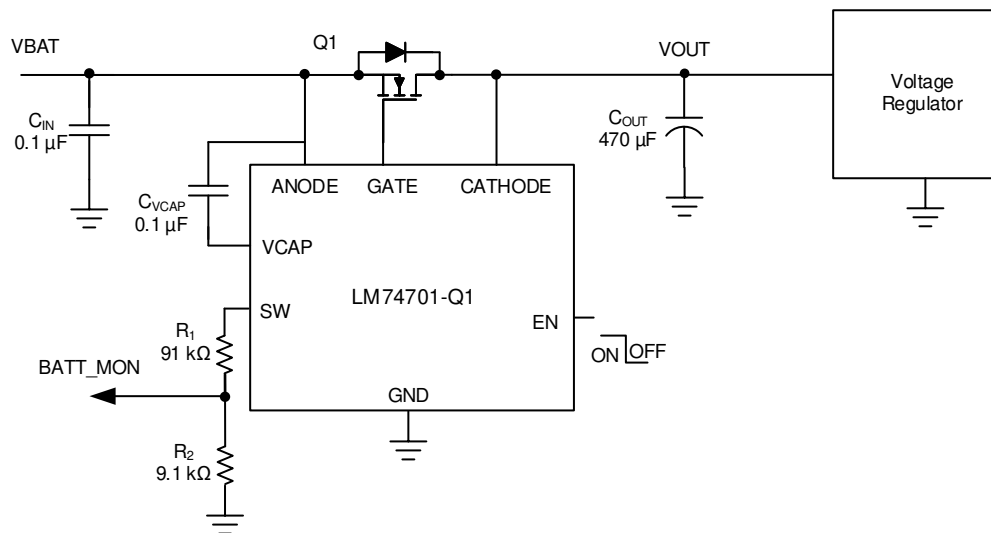 VBAT
Q1
VOUT
Voltage
Regulator
CIN
0.1 µF
COUT
470 µF
ANODE
GATE
CATHODE
CVCAP
0.1 µF
VCAP
LM74701-Q1
SW
EN
ON
OFF
R1
91 kΩ
BATT_MON
GND
R2
9.1 kΩ